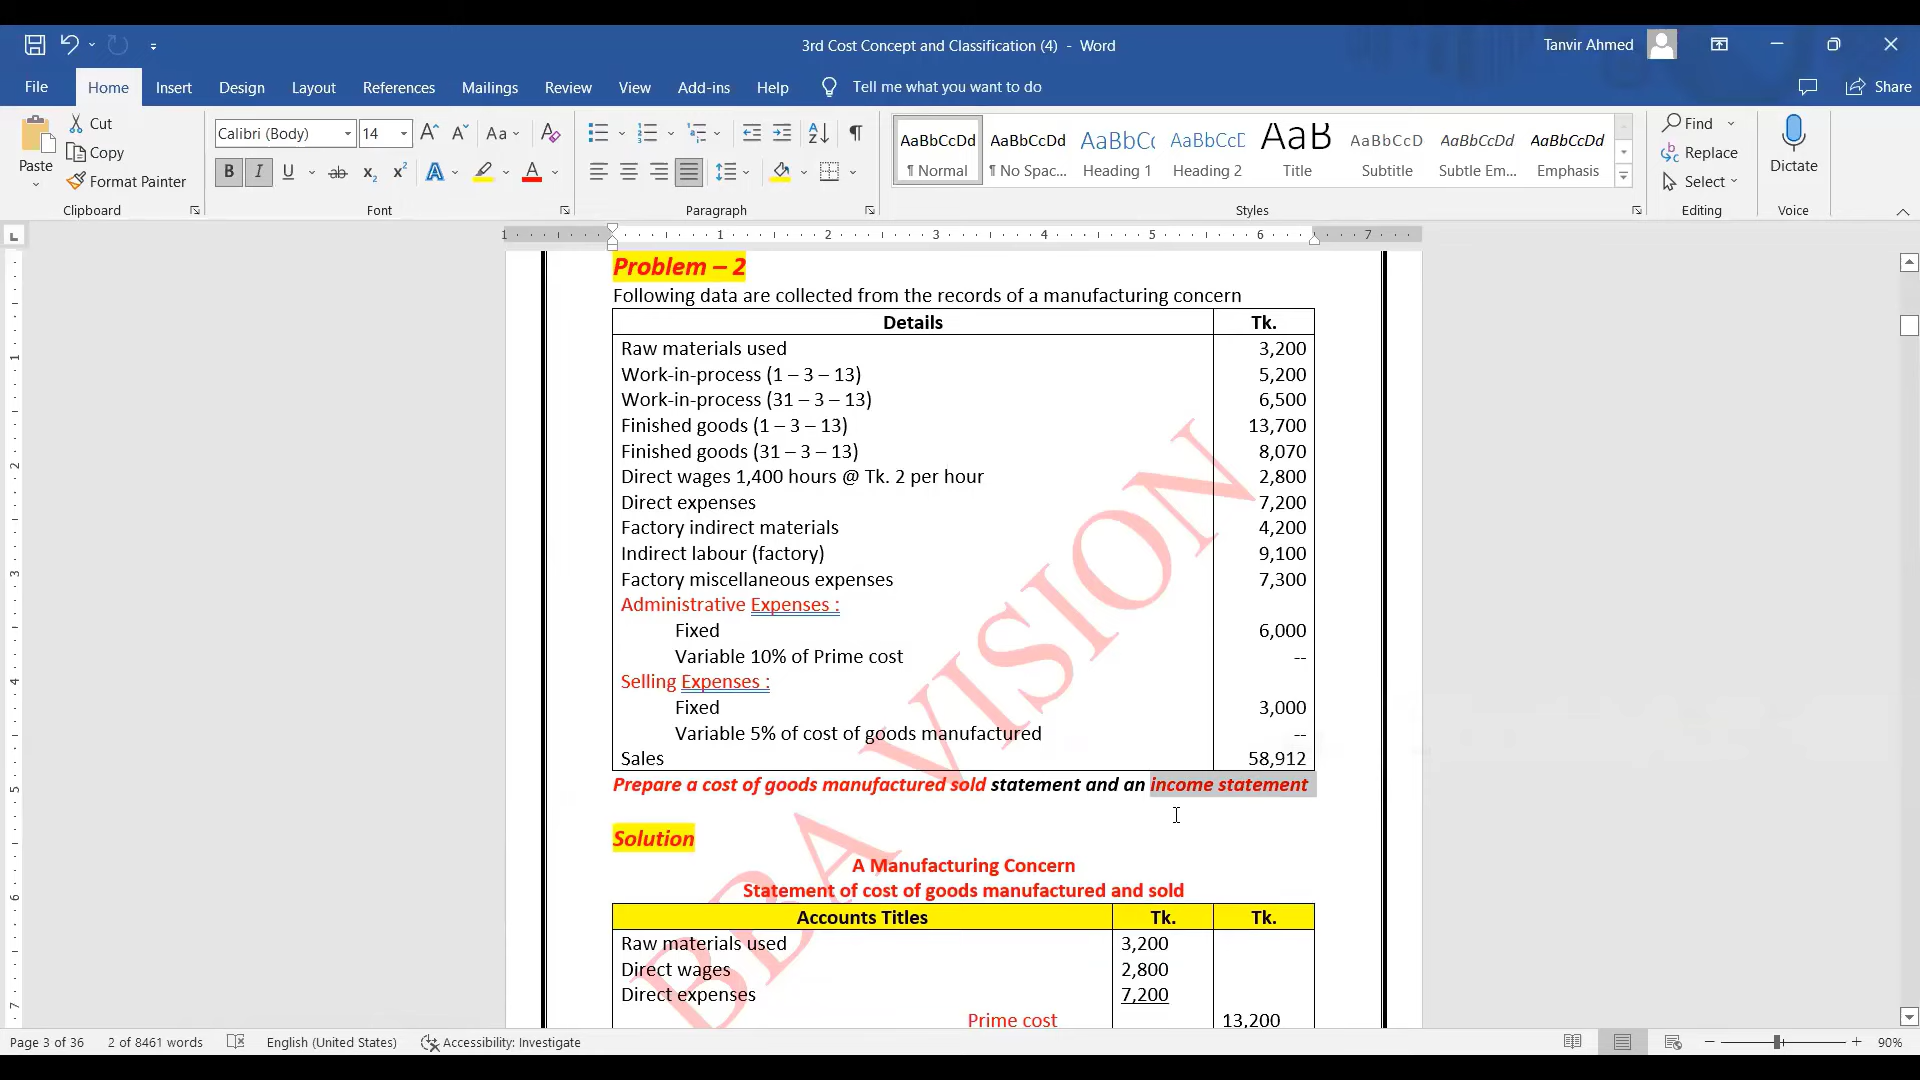 3rd Cost Concept and Classification (4) - Word
Tanvir Ahmed
File Home Insert Design Layout References Mailings Review View Add-ins Help Tell me what you want to do Share
Paste
Cut
Copy
Format Painter
Clipboard
Calibri (Body) 14
Font
Paragraph
AaBbCcDd ¶ Normal
AaBbCcDd ¶ No Spac...
AaBbCc Heading 1
AaBbCcC Heading 2
AaB Title
AaBbCcD Subtitle
AaBbCcDd Subtle Em...
AaBbCcDd Emphasis
Styles
Find
Replace
Select
Editing
Dictate
Voice
Problem – 2
Following data are collected from the records of a manufacturing concern
Details Tk.
Raw materials used 3,200
Work-in-process (1 – 3 – 13) 5,200
Work-in-process (31 – 3 – 13) 6,500
Finished goods (1 – 3 – 13) 13,700
Finished goods (31 – 3 – 13) 8,070
Direct wages 1,400 hours @ Tk. 2 per hour 2,800
Direct expenses 7,200
Factory indirect materials 4,200
Indirect labour (factory) 9,100
Factory miscellaneous expenses 7,300
Administrative Expenses :
Fixed 6,000
Variable 10% of Prime cost --
Selling Expenses :
Fixed 3,000
Variable 5% of cost of goods manufactured --
Sales 58,912
Prepare a cost of goods manufactured sold statement and an income statement
Solution
A Manufacturing Concern
Statement of cost of goods manufactured and sold
Accounts Titles Tk. Tk.
Raw materials used 3,200
Direct wages 2,800
Direct expenses 7,200
Prime cost 13,200
BBA VISION
Page 3 of 36 2 of 8461 words English (United States) Accessibility: Investigate 90%